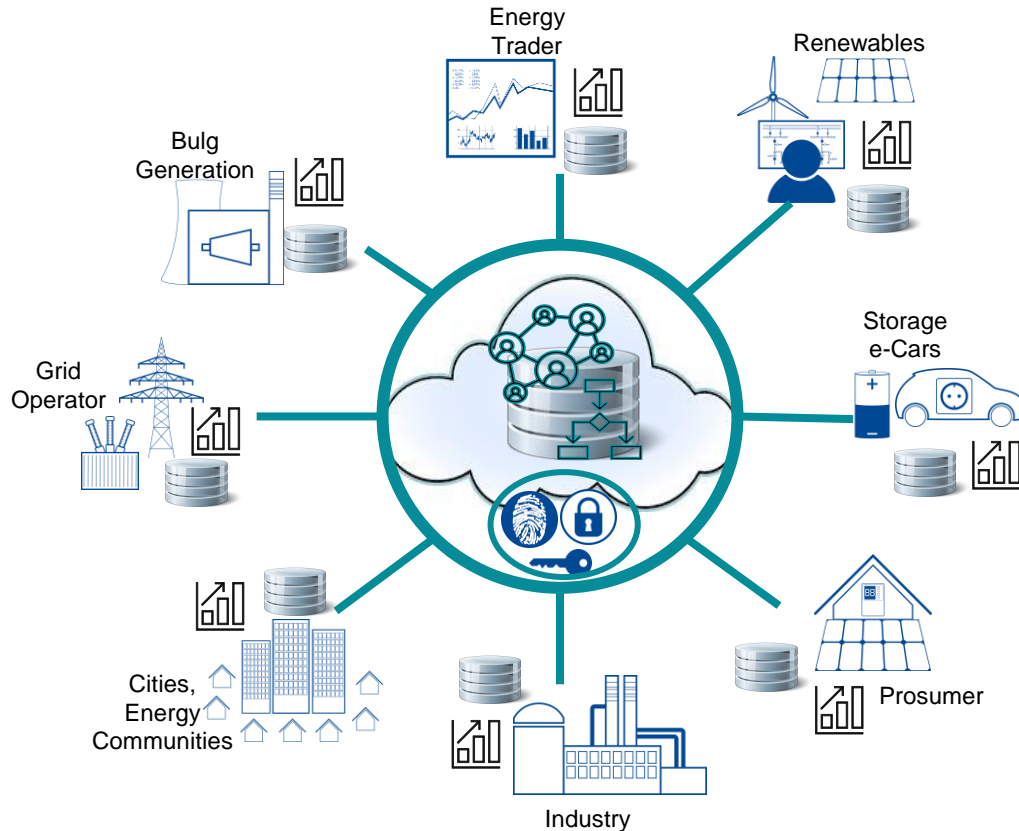 Energy
Trader
Renewables
Bulg
Generation
Storage
e-Cars
Grid
Operator
Cities,
Energy
Communities
Prosumer
Industry